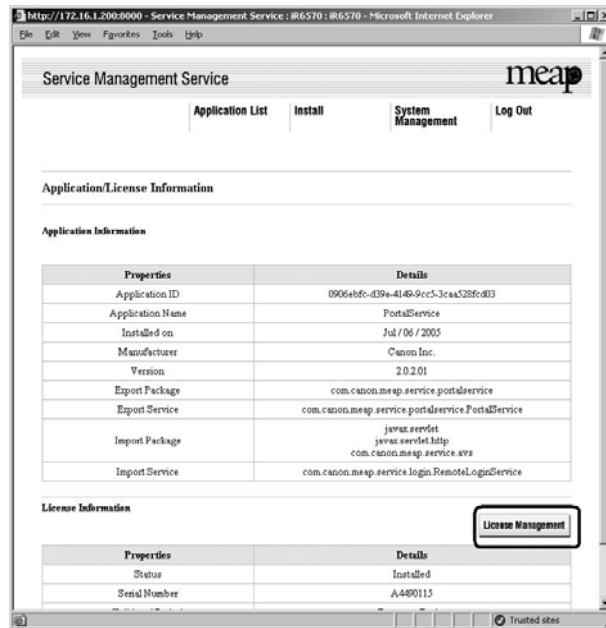 http://172.16.1.200:8000 - Service Management Service : iR6570 : iR6570 - Microsoft Internet Explorer
File Edit View Favorites Tools Help
Service Management Service
meap
Application List Install System Management Log Out
Application/License Information
Application Information
Properties Details
Application ID 0906ebfc-d39e-4149-9cc5-3caa528fcd03
Application Name PortalService
Installed on Jul / 06 / 2005
Manufacturer Canon Inc.
Version 2.0.2.01
Export Package com.canon.meap.service.portalservice
Export Service com.canon.meap.service.portalservice.PortalService
Import Package javax.servlet
javax.servlet.http
com.canon.meap.service.avs
Import Service com.canon.meap.service.login.RemoteLoginService
License Information
License Management
Properties Details
Status Installed
Serial Number A4490115
Trusted sites